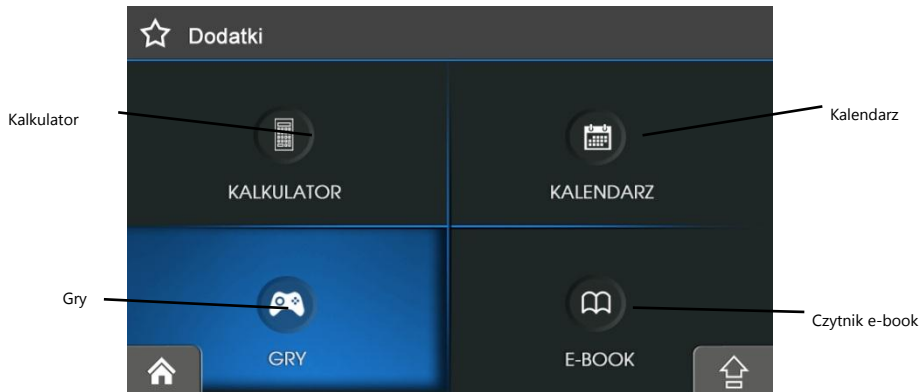 Dodatki
Kalkulator
Kalendarz
KALKULATOR
KALENDARZ
Gry
Czytnik e-book
GRY
E-BOOK